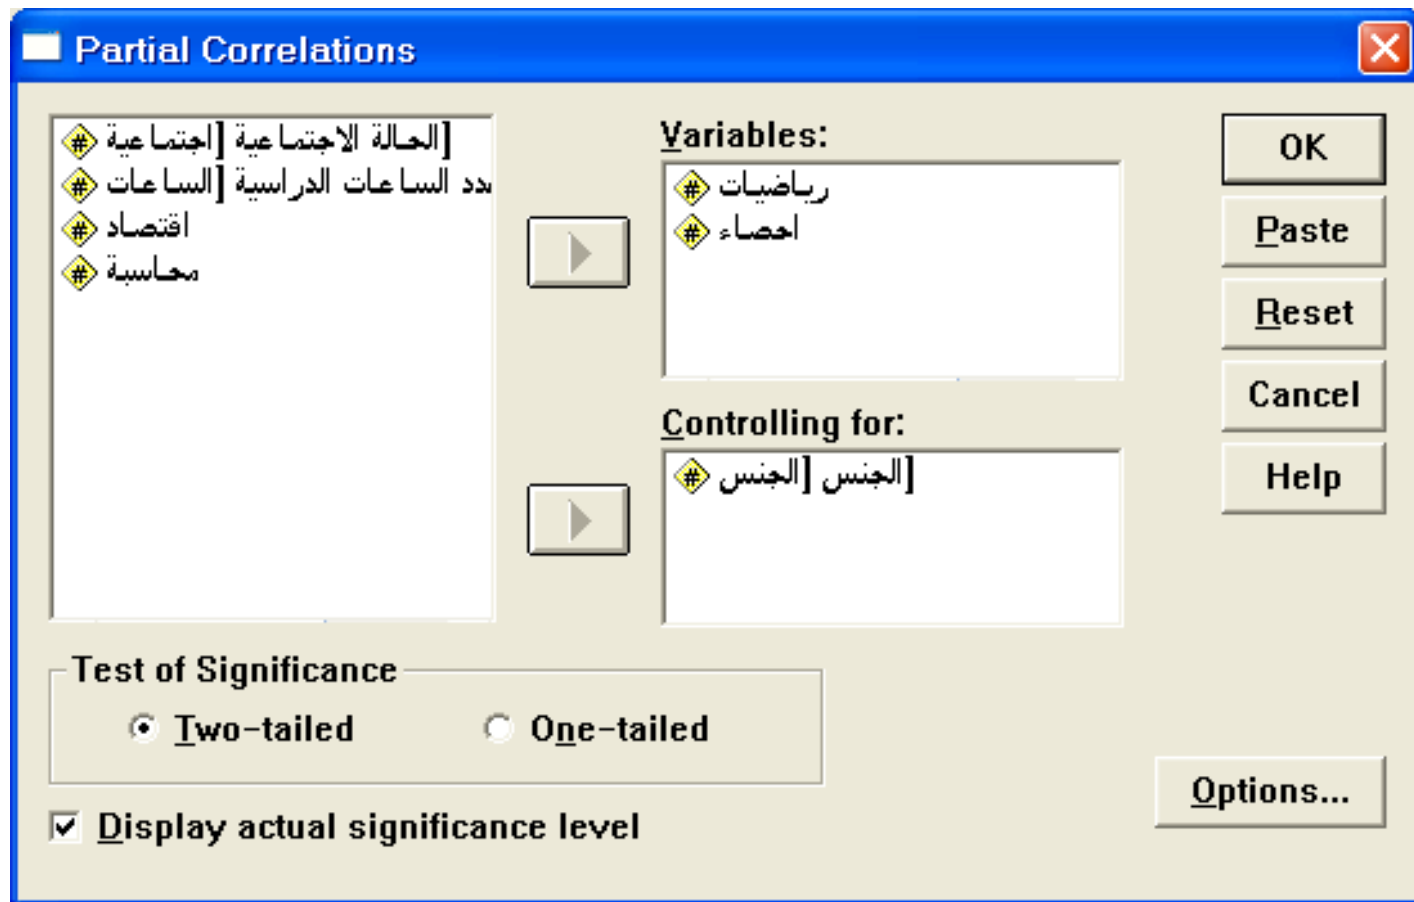 Partial Correlations
الحالة الاجتماعية [اجتماعية]
دد الساعات الدراسية [الساعات
اقتصاد
محاسبة
Variables:
رياضيات
احصاء
Controlling for:
الجنس [الجنس]
OK
Paste
Reset
Cancel
Help
Test of Significance
Two-tailed
One-tailed
Display actual significance level
Options...